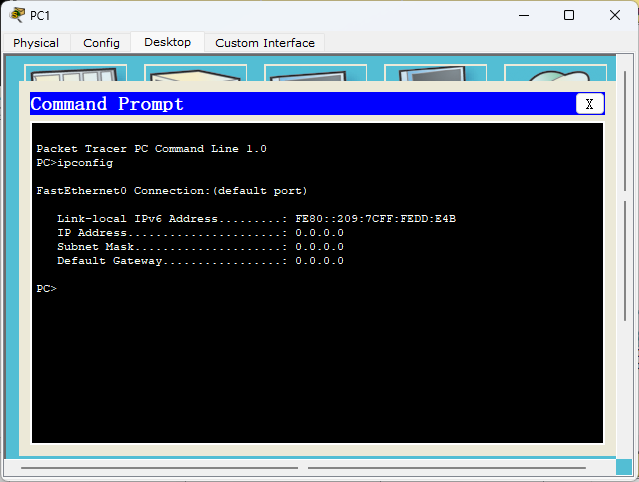 PC1
Physical Config Desktop Custom Interface
Command Prompt X
Packet Tracer PC Command Line 1.0
PC>ipconfig
FastEthernet0 Connection:(default port)
Link-local IPv6 Address.........: FE80::209:7CFF:FEDD:E4B
IP Address......................: 0.0.0.0
Subnet Mask.....................: 0.0.0.0
Default Gateway.................: 0.0.0.0
PC>